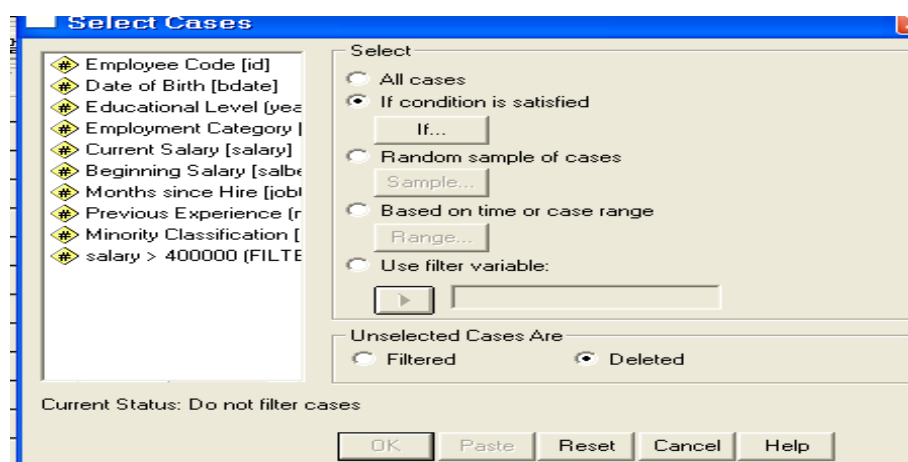 Select Cases
Employee Code [id]
Date of Birth [bdate]
Educational Level (yea
Employment Category [
Current Salary [salary]
Beginning Salary [salbe
Months since Hire [jobt
Previous Experience (r
Minority Classification [
salary > 400000 (FILTE
Select
All cases
If condition is satisfied
If...
Random sample of cases
Sample...
Based on time or case range
Range...
Use filter variable:
Unselected Cases Are
Filtered
Deleted
Current Status: Do not filter cases
OK
Paste
Reset
Cancel
Help